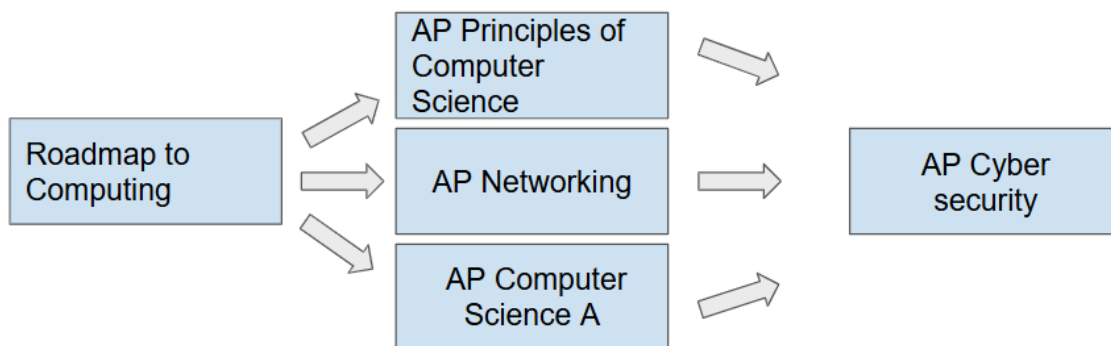 Roadmap to
Computing
AP Principles of
Computer
Science
AP Networking
AP Computer
Science A
AP Cyber
security